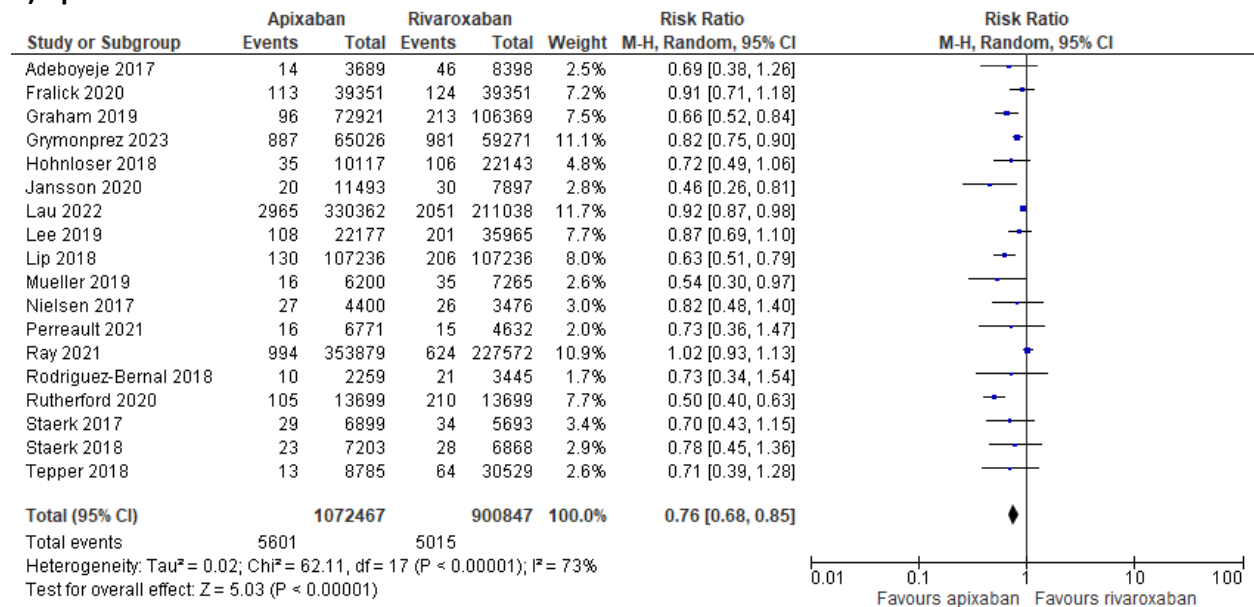 Apixaban Rivaroxaban Risk Ratio Risk Ratio
Study or Subgroup Events Total Events Total Weight M-H, Random, 95% CI M-H, Random, 95% CI
Adeboyeje 2017 14 3689 46 8398 2.5% 0.69 [0.38, 1.26]
Fralick 2020 113 39351 124 39351 7.2% 0.91 [0.71, 1.18]
Graham 2019 96 72921 213 106369 7.5% 0.66 [0.52, 0.84]
Grymonprez 2023 887 65026 981 59271 11.1% 0.82 [0.75, 0.90]
Hohnloser 2018 35 10117 106 22143 4.8% 0.72 [0.49, 1.06]
Jansson 2020 20 11493 30 7897 2.8% 0.46 [0.26, 0.81]
Lau 2022 2965 330362 2051 211038 11.7% 0.92 [0.87, 0.98]
Lee 2019 108 22177 201 35965 7.7% 0.87 [0.69, 1.10]
Lip 2018 130 107236 206 107236 8.0% 0.63 [0.51, 0.79]
Mueller 2019 16 6200 35 7265 2.6% 0.54 [0.30, 0.97]
Nielsen 2017 27 4400 26 3476 3.0% 0.82 [0.48, 1.40]
Perreault 2021 16 6771 15 4632 2.0% 0.73 [0.36, 1.47]
Ray 2021 994 353879 624 227572 10.9% 1.02 [0.93, 1.13]
Rodriguez-Bernal 2018 10 2259 21 3445 1.7% 0.73 [0.34, 1.54]
Rutherford 2020 105 13699 210 13699 7.7% 0.50 [0.40, 0.63]
Staerk 2017 29 6899 34 5693 3.4% 0.70 [0.43, 1.15]
Staerk 2018 23 7203 28 6868 2.9% 0.78 [0.45, 1.36]
Tepper 2018 13 8785 64 30529 2.6% 0.71 [0.39, 1.28]
Total (95% CI) 1072467 900847 100.0% 0.76 [0.68, 0.85]
Total events 5601 5015
Heterogeneity: Tau² = 0.02; Chi² = 62.11, df = 17 (P < 0.00001); I² = 73%
Test for overall effect: Z = 5.03 (P < 0.00001)
0.01 0.1 1 10 100
Favours apixaban Favours rivaroxaban